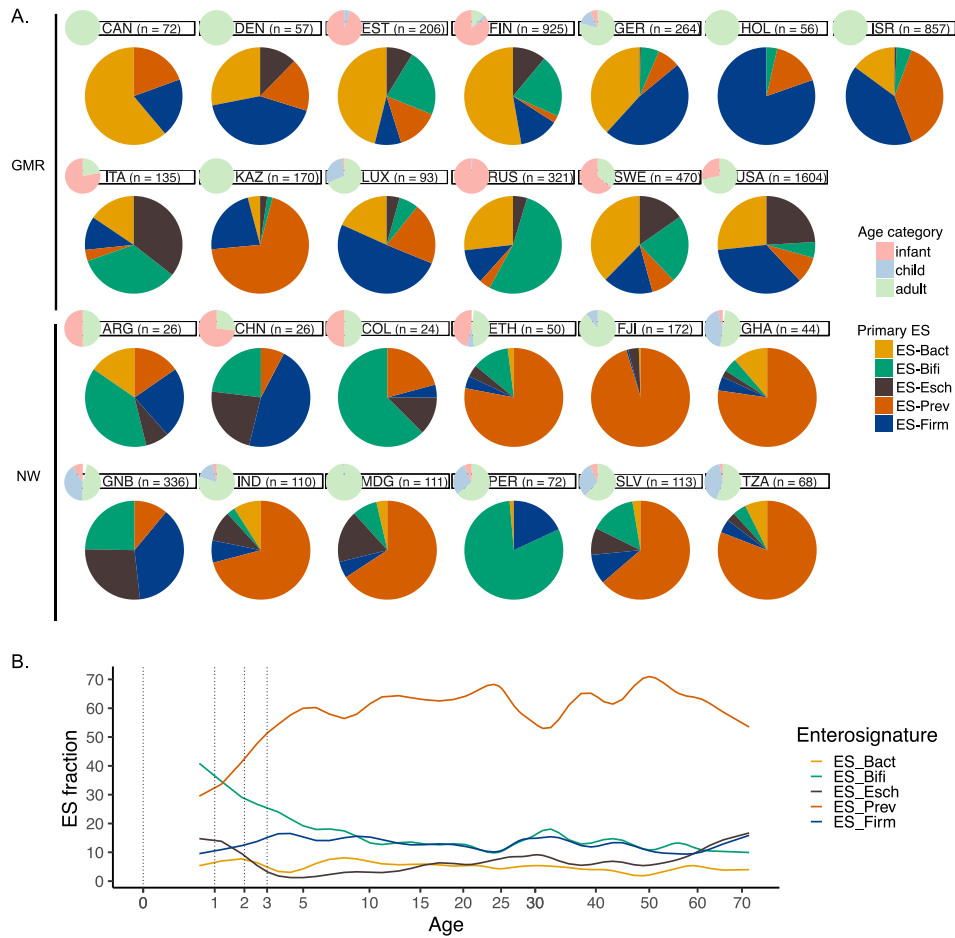 A.
CAN (n = 72) DEN (n = 57) EST (n = 206) FIN (n = 925) GER (n = 264) HOL (n = 56) ISR (n = 857)
GMR
ITA (n = 135) KAZ (n = 170) LUX (n = 93) RUS (n = 321) SWE (n = 470) USA (n = 1604)
Age category
infant
child
adult
ARG (n = 26) CHN (n = 26) COL (n = 24) ETH (n = 50) FJI (n = 172) GHA (n = 44)
Primary ES
ES-Bact
ES-Bifi
ES-Esch
ES-Prev
ES-Firm
NW
GNB (n = 336) IND (n = 110) MDG (n = 111) PER (n = 72) SLV (n = 113) TZA (n = 68)
B.
70
60
50
40
30
20
10
0
ES fraction
0 1 2 3 5 10 15 20 25 30 40 50 60 70
Age
Enterosignature
ES_Bact
ES_Bifi
ES_Esch
ES_Prev
ES_Firm